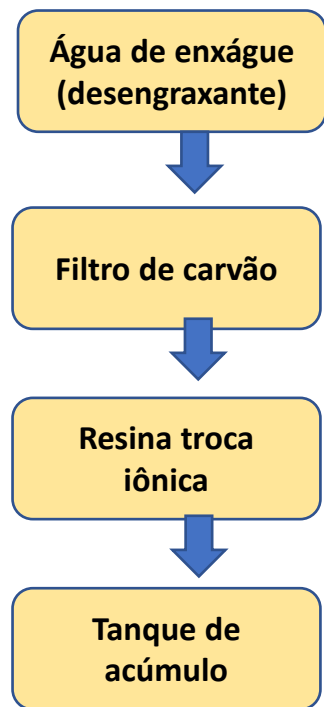 Água de enxágue
(desengraxante)
Filtro de carvão
Resina troca
iônica
Tanque de
acúmulo